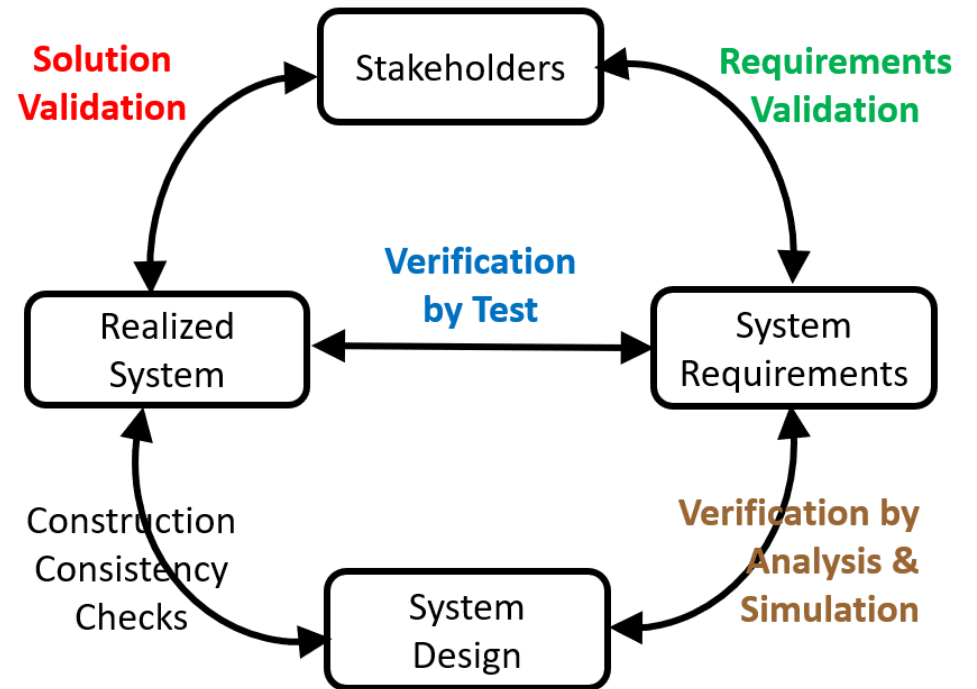 Solution
Validation
Stakeholders
Requirements
Validation
Verification
by Test
Realized
System
System
Requirements
Construction
Consistency
Checks
Verification by
Analysis &
Simulation
System
Design